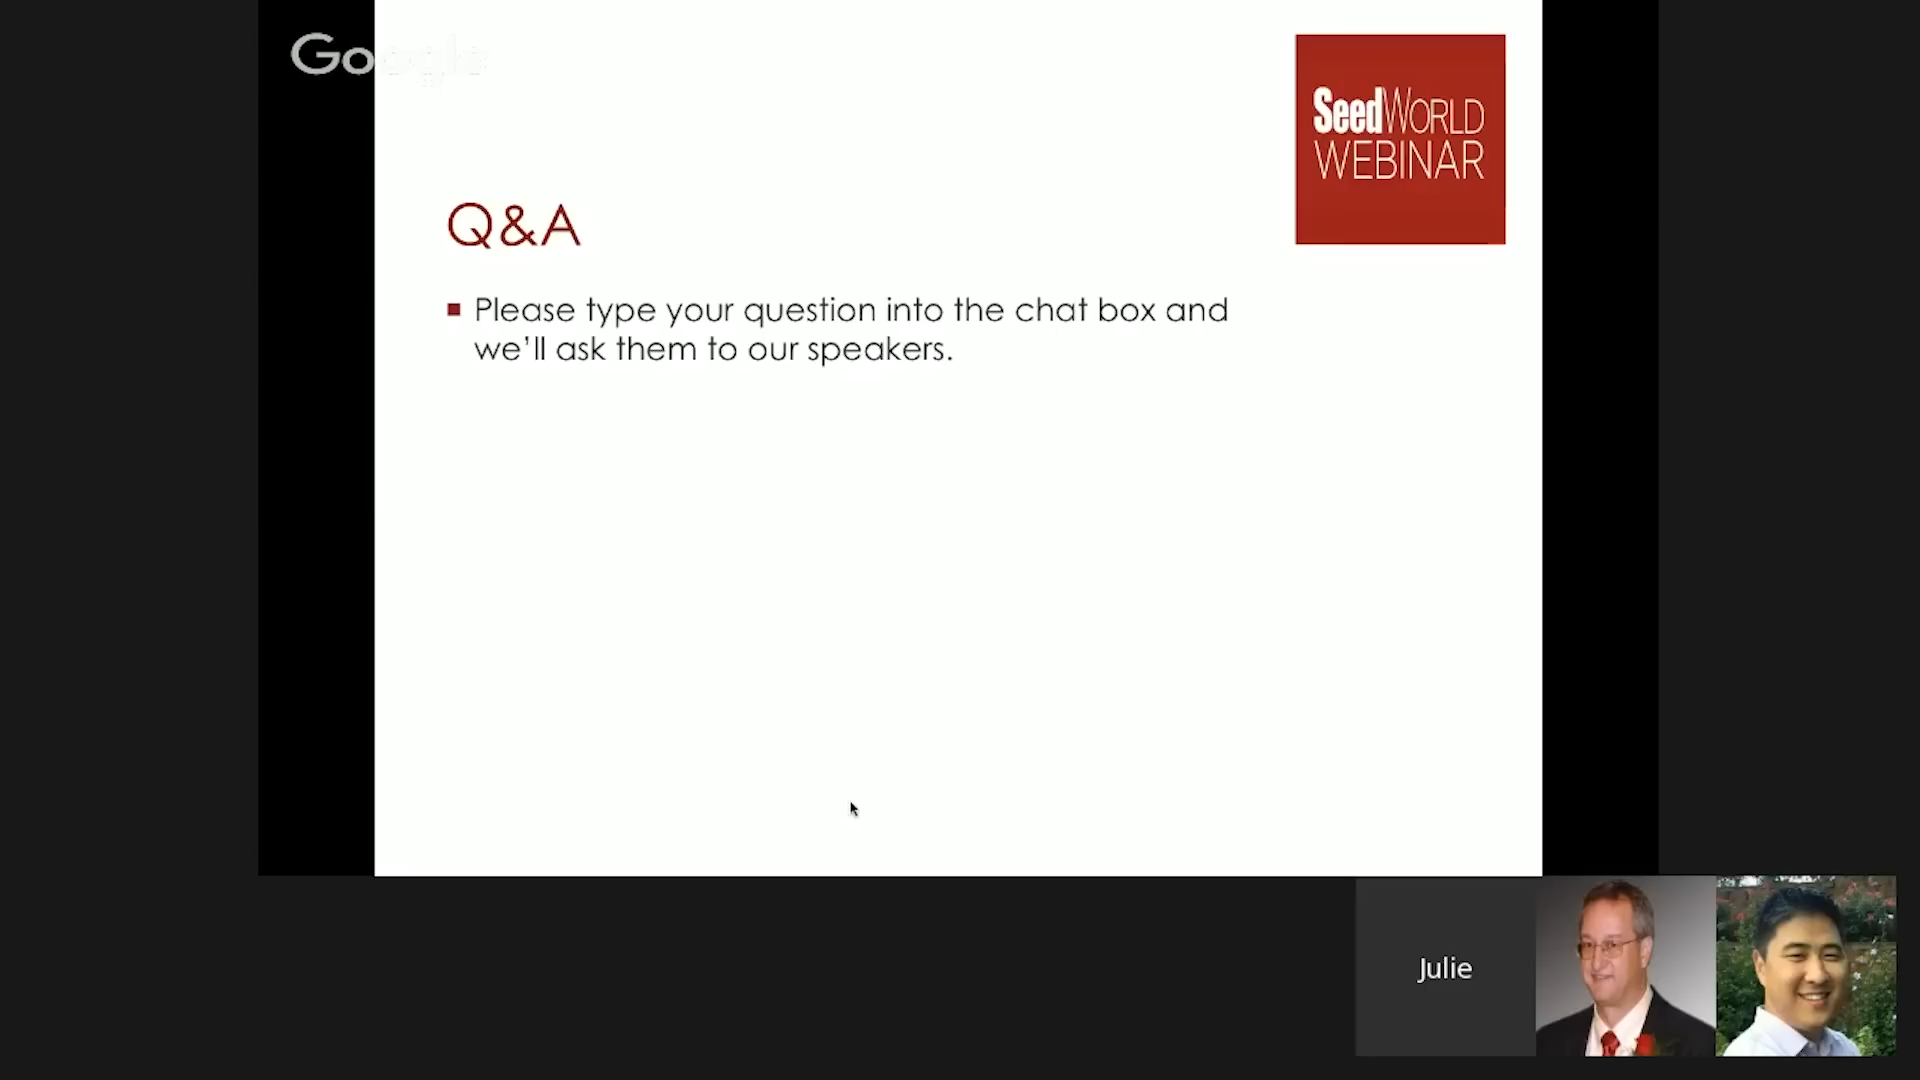 Google
SeedWORLD
WEBINAR
Q&A
Please type your question into the chat box and
we’ll ask them to our speakers.
Julie